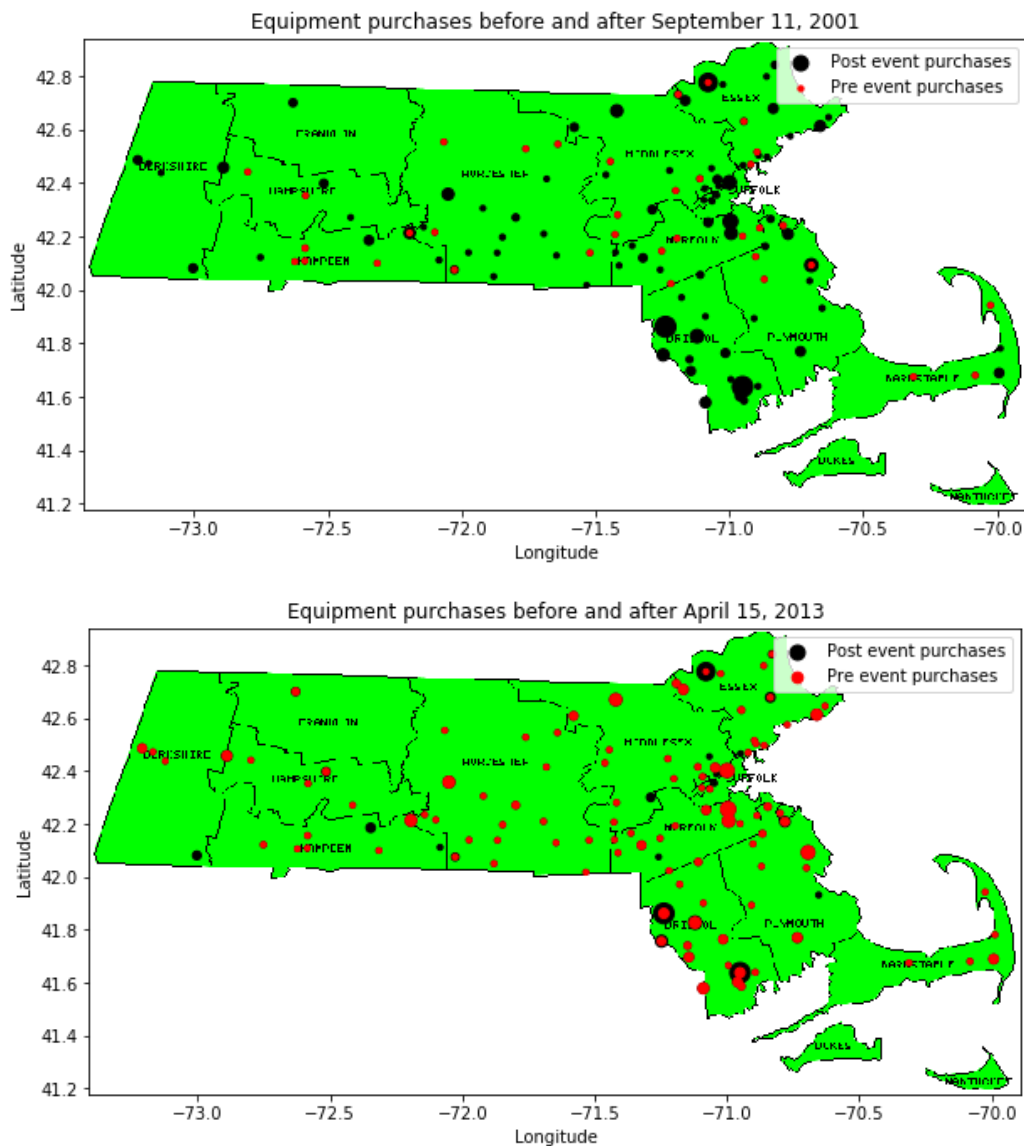 Equipment purchases before and after September 11, 2001
Post event purchases
Pre event purchases
42.8
42.6
42.4
42.2
42.0
41.8
41.6
41.4
41.2
Latitude
ESSEX
FRANKLIN
MIDDLESEX
BERKSHIRE
WORCESTER
HAMPSHIRE
SUFFOLK
NORFOLK
HAMPDEN
BRISTOL
PLYMOUTH
BARNSTABLE
DUKES
NANTUCKET
−73.0
−72.5
−72.0
−71.5
−71.0
−70.5
−70.0
Longitude
Equipment purchases before and after April 15, 2013
Post event purchases
Pre event purchases
42.8
42.6
42.4
42.2
42.0
41.8
41.6
41.4
41.2
Latitude
ESSEX
FRANKLIN
MIDDLESEX
BERKSHIRE
WORCESTER
HAMPSHIRE
SUFFOLK
NORFOLK
HAMPDEN
BRISTOL
PLYMOUTH
BARNSTABLE
DUKES
NANTUCKET
−73.0
−72.5
−72.0
−71.5
−71.0
−70.5
−70.0
Longitude